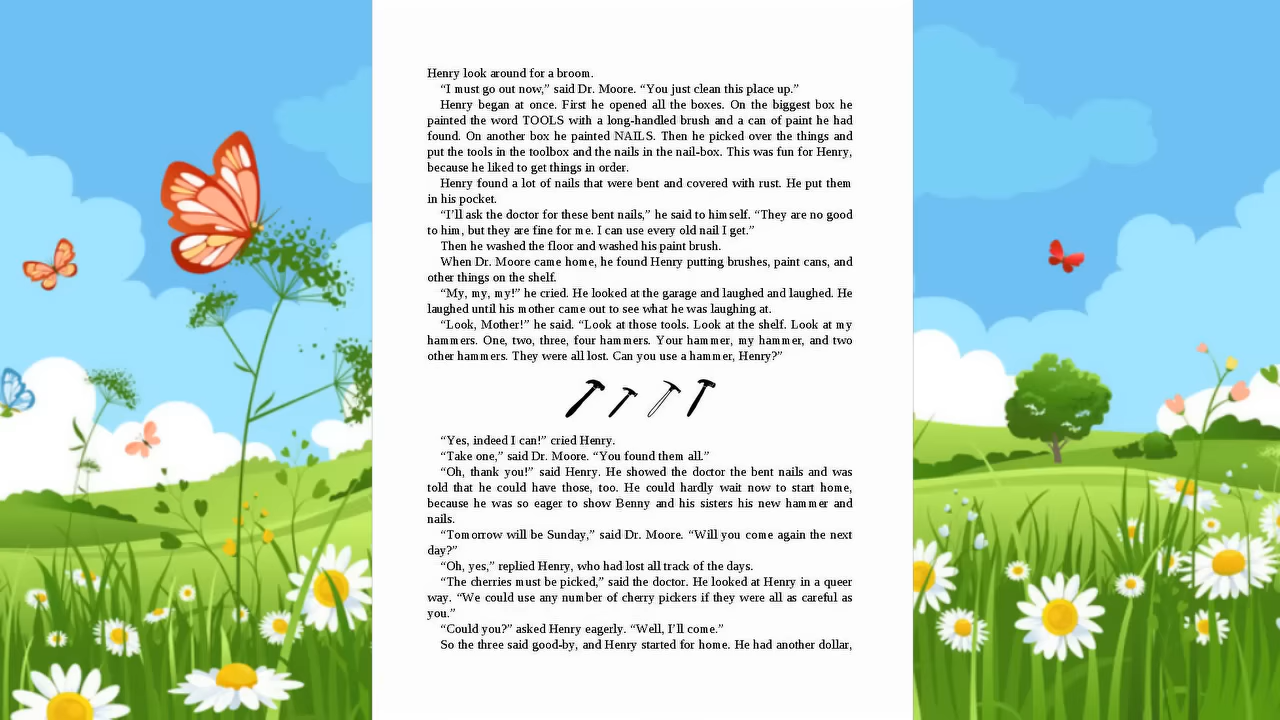 Henry look around for a broom.
“I must go out now,” said Dr. Moore. “You just clean this place up.”
Henry began at once. First he opened all the boxes. On the biggest box he
painted the word TOOLS with a long-handled brush and a can of paint he had
found. On another box he painted NAILS. Then he picked over the things and
put the tools in the toolbox and the nails in the nail-box. This was fun for Henry,
because he liked to get things in order.
Henry found a lot of nails that were bent and covered with rust. He put them
in his pocket.
“I’ll ask the doctor for these bent nails,” he said to himself. “They are no good
to him, but they are fine for me. I can use every old nail I get.”
Then he washed the floor and washed his paint brush.
When Dr. Moore came home, he found Henry putting brushes, paint cans, and
other things on the shelf.
“My, my, my!” he cried. He looked at the garage and laughed and laughed. He
laughed until his mother came out to see what he was laughing at.
“Look, Mother!” he said. “Look at those tools. Look at the shelf. Look at my
hammers. One, two, three, four hammers. Your hammer, my hammer, and two
other hammers. They were all lost. Can you use a hammer, Henry?”
“Yes, indeed I can!” cried Henry.
“Take one,” said Dr. Moore. “You found them all.”
“Oh, thank you!” said Henry. He showed the doctor the bent nails and was
told that he could have those, too. He could hardly wait now to start home,
because he was so eager to show Benny and his sisters his new hammer and
nails.
“Tomorrow will be Sunday,” said Dr. Moore. “Will you come again the next
day?”
“Oh, yes,” replied Henry, who had lost all track of the days.
“The cherries must be picked,” said the doctor. He looked at Henry in a queer
way. “We could use any number of cherry pickers if they were all as careful as
you.”
“Could you?” asked Henry eagerly. “Well, I’ll come.”
So the three said good-by, and Henry started for home. He had another dollar,